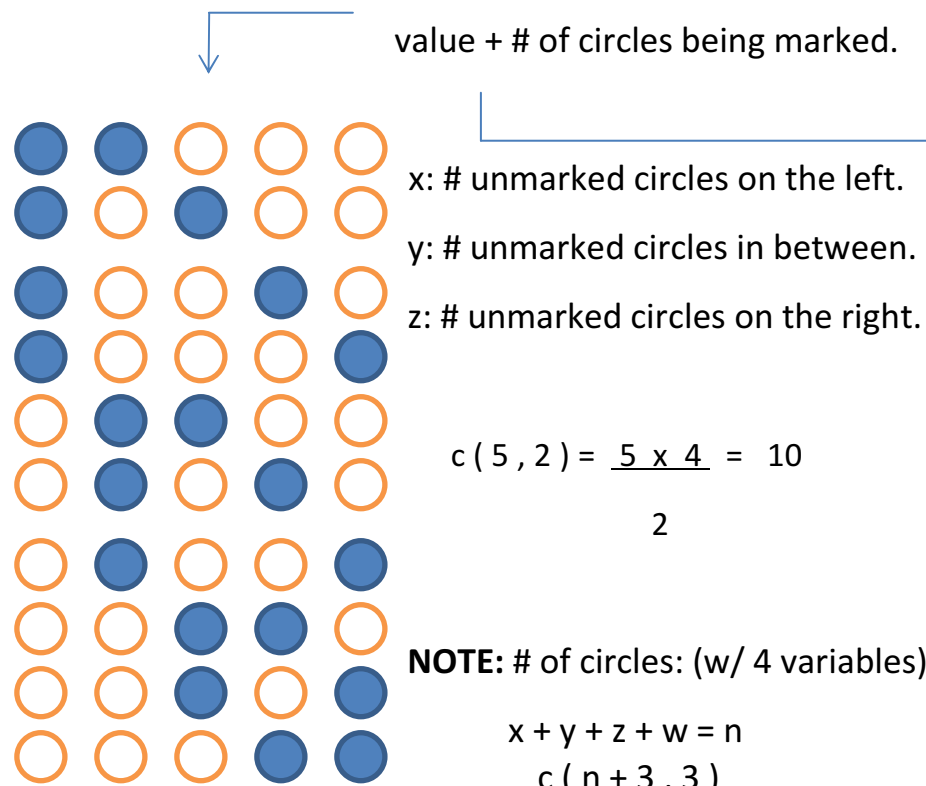 value + # of circles being marked.
x: # unmarked circles on the left.
y: # unmarked circles in between.
z: # unmarked circles on the right.
c ( 5 , 2 ) = 5 x 4 = 10
2
NOTE: # of circles: (w/ 4 variables)
x + y + z + w = n
c ( n + 3 , 3 )